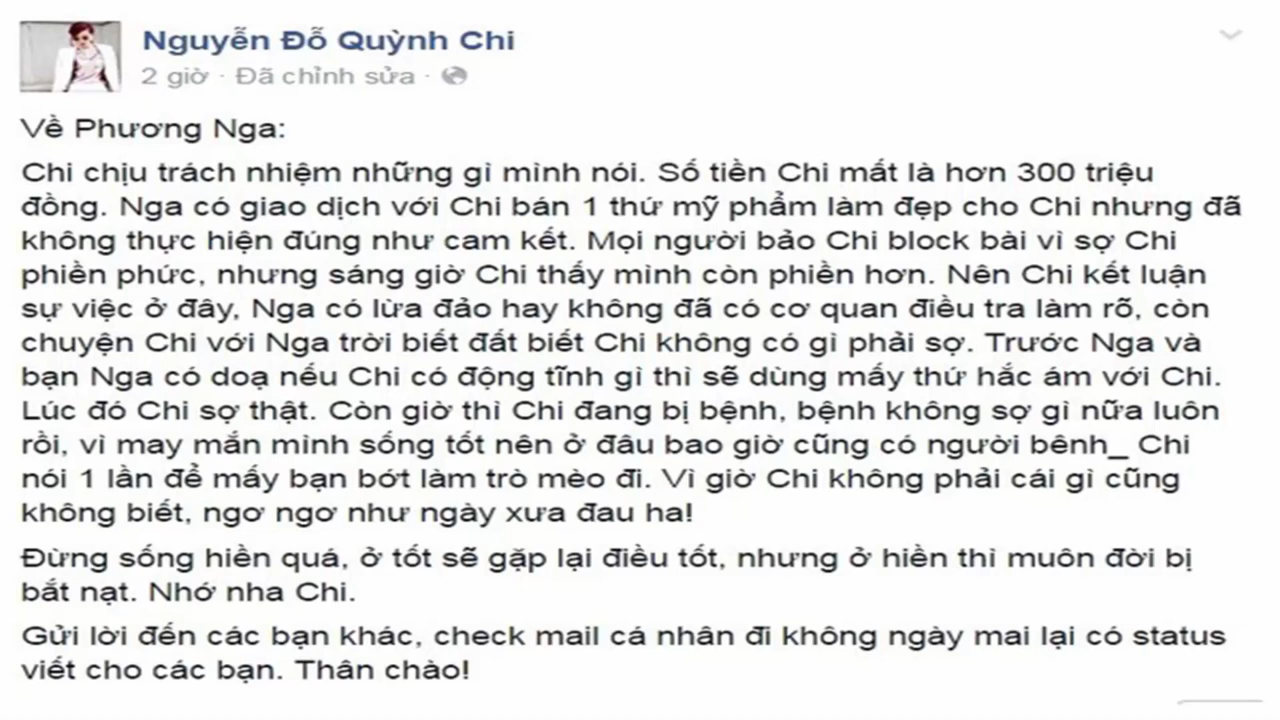 Nguyễn Đỗ Quỳnh Chi
2 giờ · Đã chỉnh sửa ·
Về Phương Nga:
Chi chịu trách nhiệm những gì mình nói. Số tiền Chi mất là hơn 300 triệu
đồng. Nga có giao dịch với Chi bán 1 thứ mỹ phẩm làm đẹp cho Chi nhưng đã
không thực hiện đúng như cam kết. Mọi người bảo Chi block bài vì sợ Chi
phiền phức, nhưng sáng giờ Chi thấy mình còn phiền hơn. Nên Chi kết luận
sự việc ở đây, Nga có lừa đảo hay không đã có cơ quan điều tra làm rõ, còn
chuyện Chi với Nga trời biết đất biết Chi không có gì phải sợ. Trước Nga và
bạn Nga có doạ nếu Chi có động tĩnh gì thì sẽ dùng mấy thứ hắc ám với Chi.
Lúc đó Chi sợ thật. Còn giờ thì Chi đang bị bệnh, bệnh không sợ gì nữa luôn
rồi, vì may mắn mình sống tốt nên ở đâu bao giờ cũng có người bênh_ Chi
nói 1 lần để mấy bạn bớt làm trò mèo đi. Vì giờ Chi không phải cái gì cũng
không biết, ngơ ngơ như ngày xưa đau ha!
Đừng sống hiền quá, ở tốt sẽ gặp lại điều tốt, nhưng ở hiền thì muôn đời bị
bắt nạt. Nhớ nha Chi.
Gửi lời đến các bạn khác, check mail cá nhân đi không ngày mai lại có status
viết cho các bạn. Thân chào!